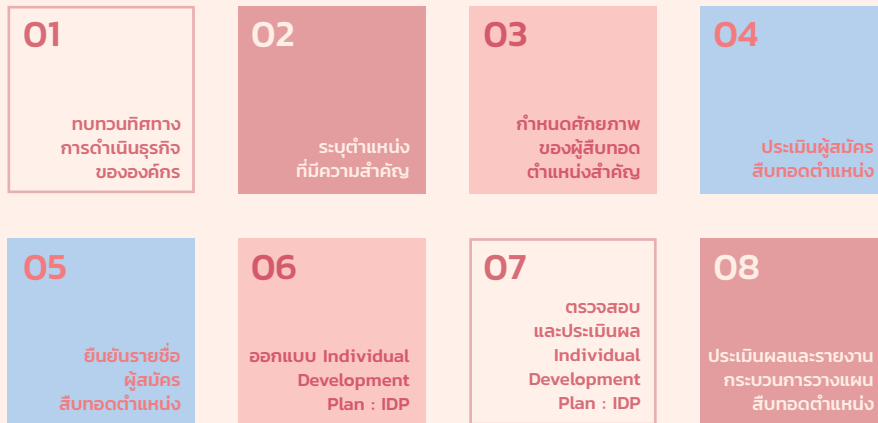 01
ทบทวนทิศทาง
การดำเนินธุรกิจ
ขององค์กร
02
ระบุตำแหน่ง
ที่มีความสำคัญ
03
กำหนดศักยภาพ
ของผู้สืบทอด
ตำแหน่งสำคัญ
04
ประเมินผู้สมัคร
สืบทอดตำแหน่ง
05
ยืนยันรายชื่อ
ผู้สมัคร
สืบทอดตำแหน่ง
06
ออกแบบ Individual
Development
Plan : IDP
07
ตรวจสอบ
และประเมินผล
Individual
Development
Plan : IDP
08
ประเมินผลและรายงาน
กระบวนการวางแผน
สืบทอดตำแหน่ง